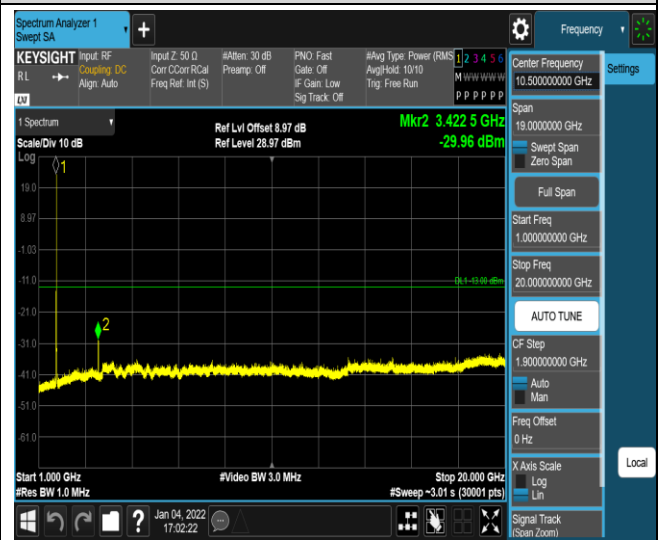 Spectrum Analyzer 1
Swept SA
+
Frequency
KEYSIGHT
RL
LXI
Input: RF
Coupling: DC
Align: Auto
Input Z: 50 Ω
Corr CCorr RCal
Freq Ref: Int (S)
#Atten: 30 dB
Preamp: Off
PNO: Fast
Gate: Off
IF Gain: Low
Sig Track: Off
#Avg Type: Power (RMS
Avg|Hold: 10/10
Trig: Free Run
1 2 3 4 5 6
M W W W W W
P P P P P P
1 Spectrum
Scale/Div 10 dB
Ref Lvl Offset 8.97 dB
Ref Level 28.97 dBm
Mkr2 3.422 5 GHz
-29.96 dBm
Log
1
19.0
8.97
-1.03
-11.0
DL1 -13.00 dBm
-21.0
2
-31.0
-41.0
-51.0
-61.0
Start 1.000 GHz
#Res BW 1.0 MHz
#Video BW 3.0 MHz
Stop 20.000 GHz
#Sweep ~3.01 s (30001 pts)
Center Frequency
10.500000000 GHz
Span
19.0000000 GHz
Swept Span
Zero Span
Full Span
Start Freq
1.000000000 GHz
Stop Freq
20.000000000 GHz
AUTO TUNE
CF Step
1.900000000 GHz
Auto
Man
Freq Offset
0 Hz
X Axis Scale
Log
Lin
Signal Track
(Span Zoom)
Settings
Local
?
Jan 04, 2022
17:02:22